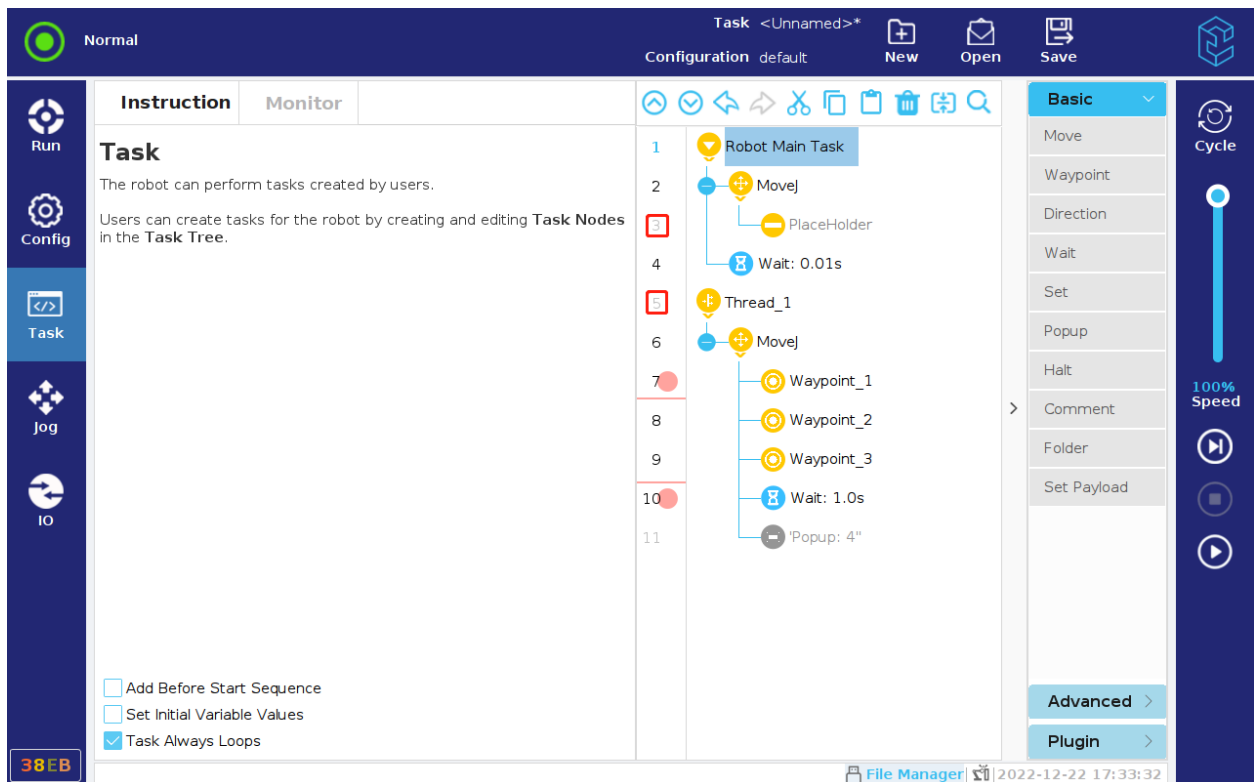 Normal
Task <Unnamed>*
Configuration default
New
Open
Save
Run
Config
Task
Jog
IO
38EB
Instruction
Monitor
Task
The robot can perform tasks created by users.
Users can create tasks for the robot by creating and editing Task Nodes
in the Task Tree.
Add Before Start Sequence
Set Initial Variable Values
Task Always Loops
1 Robot Main Task
2 MoveJ
3 PlaceHolder
4 Wait: 0.01s
5 Thread_1
6 MoveJ
7 Waypoint_1
8 Waypoint_2
9 Waypoint_3
10 Wait: 1.0s
11 'Popup: 4"
Basic
Move
Waypoint
Direction
Wait
Set
Popup
Halt
Comment
Folder
Set Payload
Advanced
Plugin
Cycle
100%
Speed
File Manager
2022-12-22 17:33:32